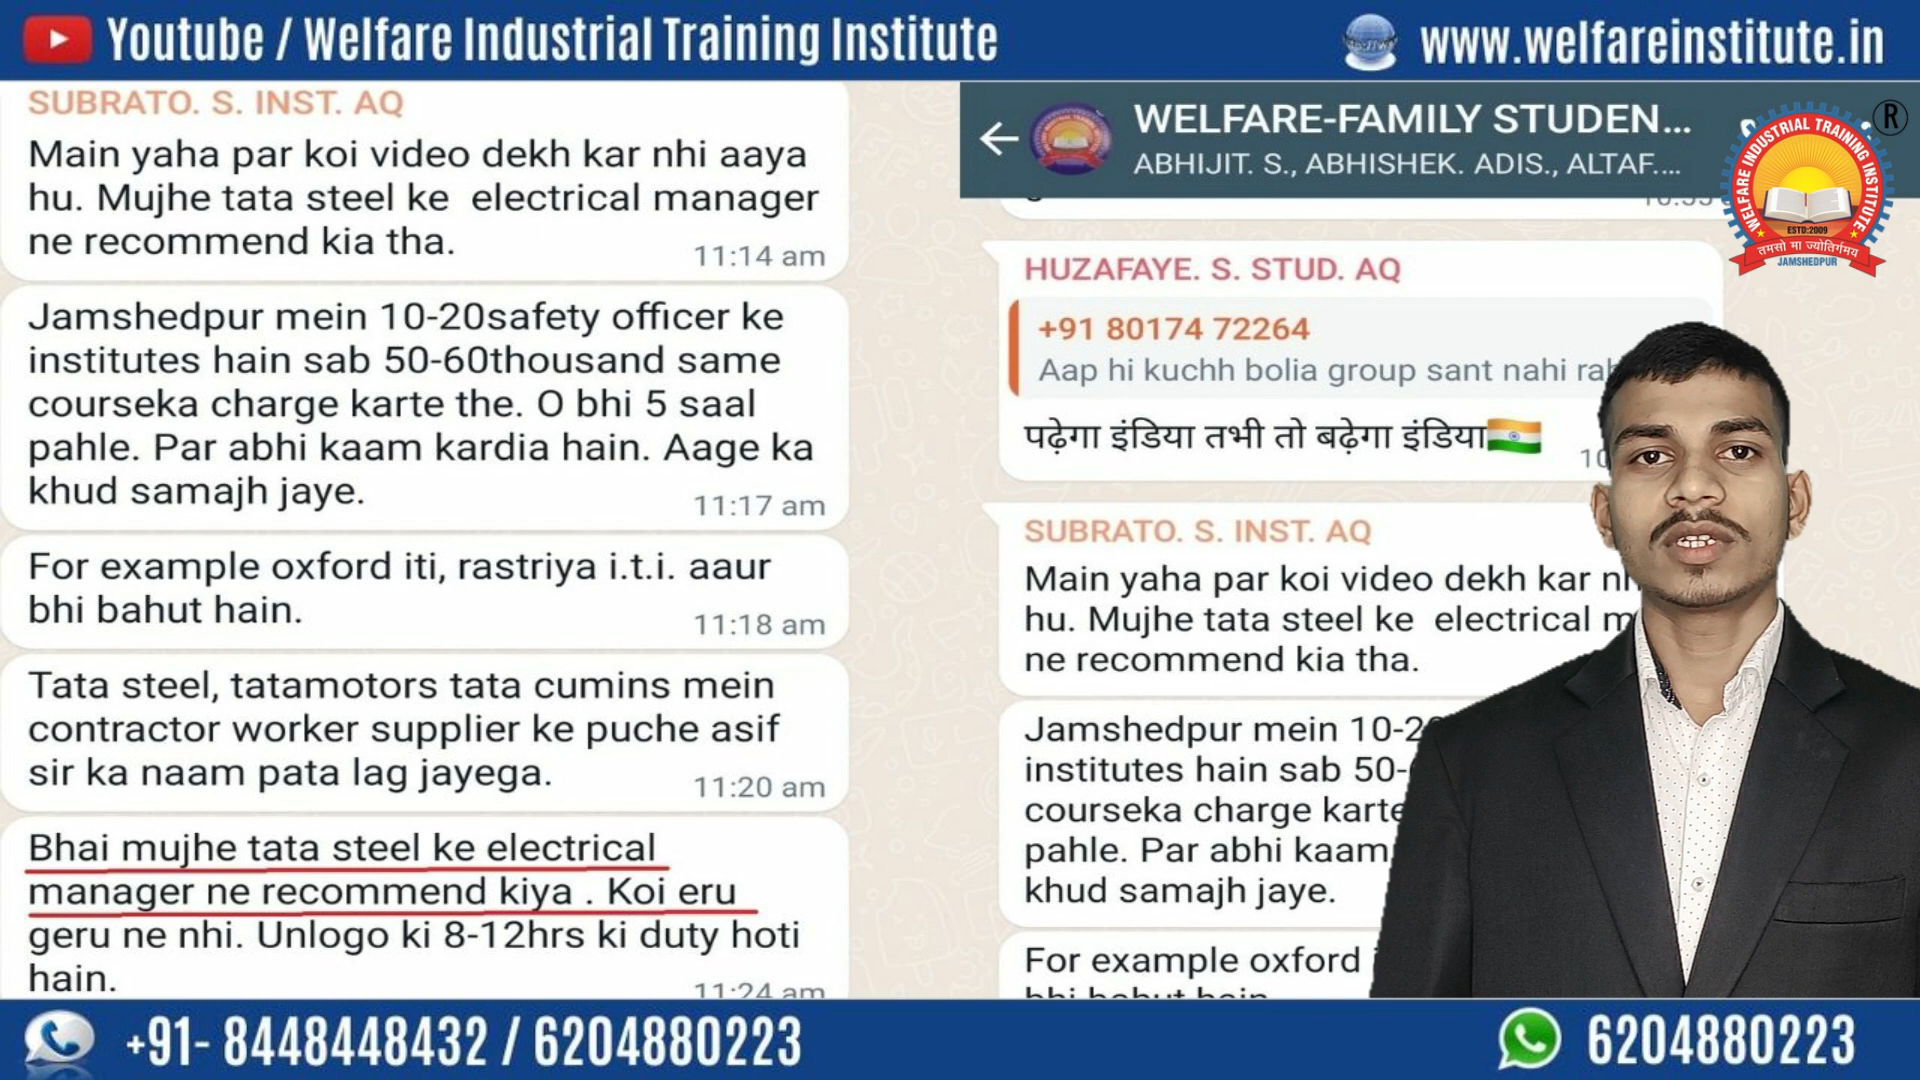 Youtube / Welfare Industrial Training Institute
www.welfareinstitute.in
SUBRATO. S. INST. AQ
Main yaha par koi video dekh kar nhi aaya
hu. Mujhe tata steel ke electrical manager
ne recommend kia tha.
11:14 am
Jamshedpur mein 10-20safety officer ke
institutes hain sab 50-60thousand same
courseka charge karte the. O bhi 5 saal
pahle. Par abhi kaam kardia hain. Aage ka
khud samajh jaye.
11:17 am
For example oxford iti, rastriya i.t.i. aaur
bhi bahut hain.
11:18 am
Tata steel, tatamotors tata cumins mein
contractor worker supplier ke puche asif
sir ka naam pata lag jayega.
11:20 am
Bhai mujhe tata steel ke electrical
manager ne recommend kiya . Koi eru
geru ne nhi. Unlogo ki 8-12hrs ki duty hoti
hain.
11:24 am
WELFARE-FAMILY STUDEN...
ABHIJIT. S., ABHISHEK. ADIS., ALTAF....
WELFARE INDUSTRIAL TRAINING INSTITUTE
®
ESTD:2009
तमसो मा ज्योतिर्गमय
JAMSHEDPUR
HUZAFAYE. S. STUD. AQ
+91 80174 72264
Aap hi kuchh bolia group sant nahi
पढ़ेगा इंडिया तभी तो बढ़ेगा इंडिया🇮🇳
SUBRATO. S. INST. AQ
Main yaha par koi video dekh kar
hu. Mujhe tata steel ke electrical
ne recommend kia tha.
Jamshedpur mein
institutes hain sab
courseka charge karte
pahle. Par abhi kaam
khud samajh jaye.
For example oxford
+91- 8448448432 / 6204880223
6204880223